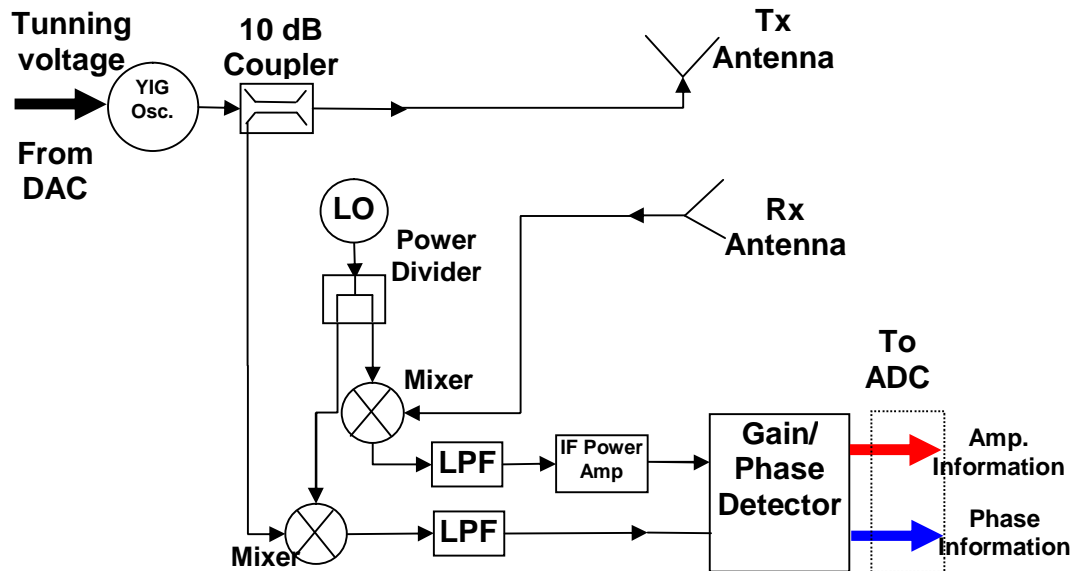 Tunning
voltage
From
DAC
YIG
Osc.
10 dB
Coupler
Tx
Antenna
LO
Power
Divider
Rx
Antenna
Mixer
Mixer
LPF
IF Power
Amp
LPF
Gain/
Phase
Detector
To
ADC
Amp.
Information
Phase
Information